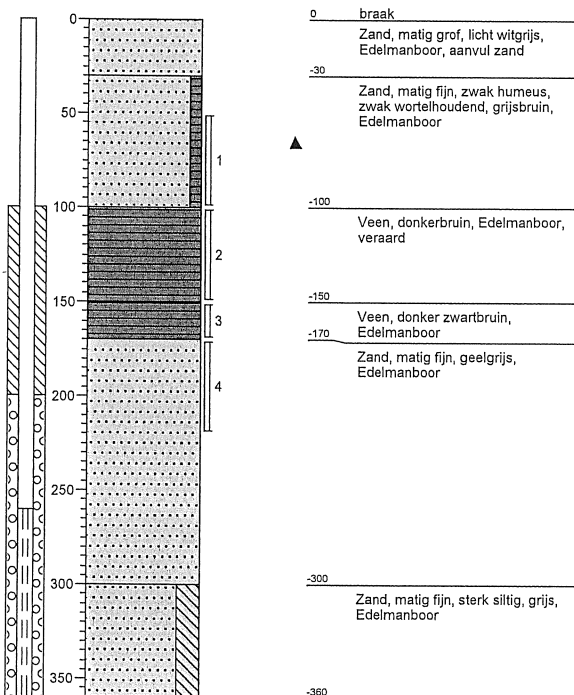 0
50
100
150
200
250
300
350
1
2
3
4
0 braak
Zand, matig grof, licht witgrijs,
Edelmanboor, aanvul zand
-30
Zand, matig fijn, zwak humeus,
zwak wortelhoudend, grijsbruin,
Edelmanboor
-100
Veen, donkerbruin, Edelmanboor,
veraard
-150
Veen, donker zwartbruin,
Edelmanboor
-170
Zand, matig fijn, geelgrijs,
Edelmanboor
-300
Zand, matig fijn, sterk siltig, grijs,
Edelmanboor
-360